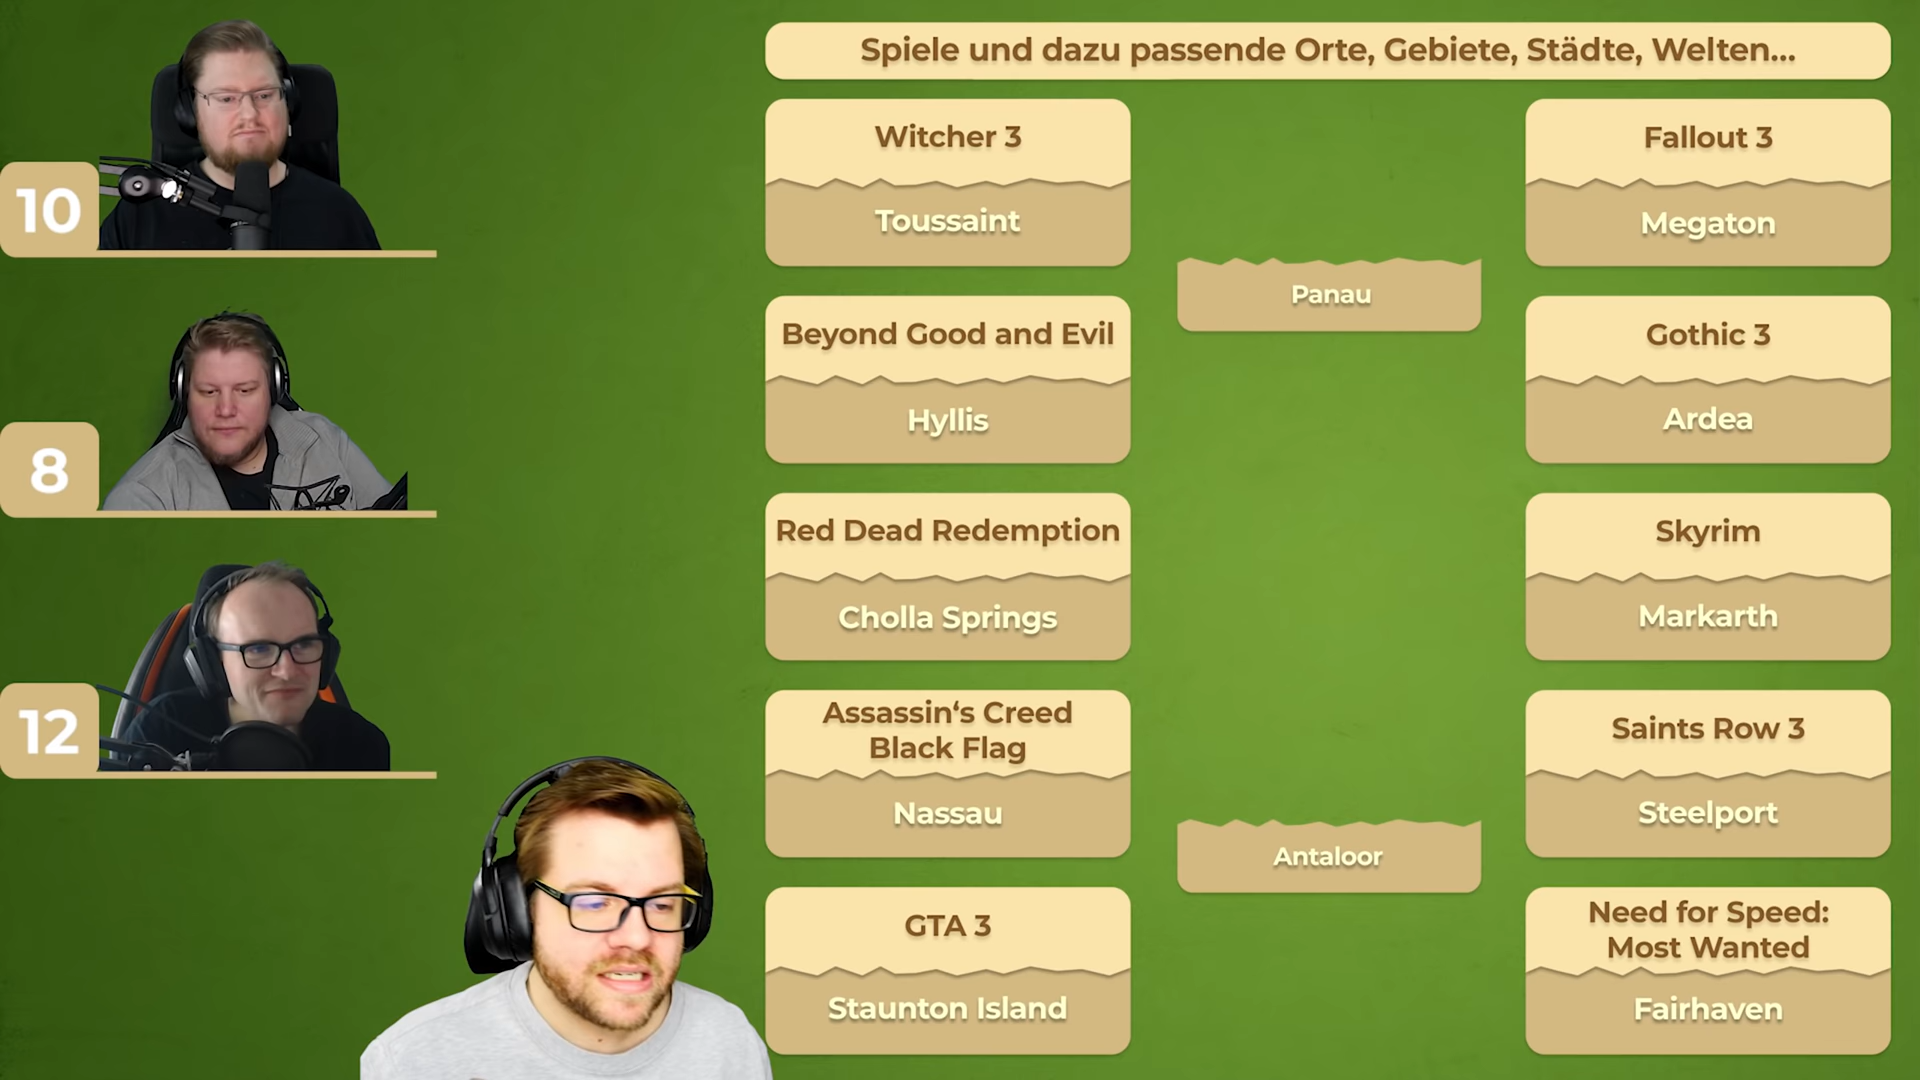 Spiele und dazu passende Orte, Gebiete, Städte, Welten...
10
8
12
Witcher 3
Toussaint
Beyond Good and Evil
Hyllis
Red Dead Redemption
Cholla Springs
Assassin‘s Creed
Black Flag
Nassau
GTA 3
Staunton Island
Panau
Antaloor
Fallout 3
Megaton
Gothic 3
Ardea
Skyrim
Markarth
Saints Row 3
Steelport
Need for Speed:
Most Wanted
Fairhaven